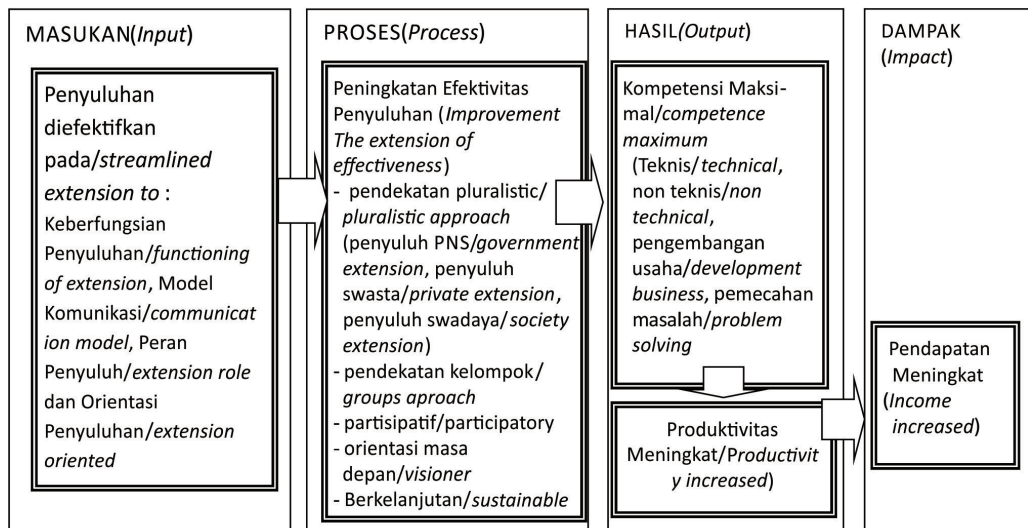 MASUKAN(Input)
Penyuluhan
diefektifkan
pada/streamlined
extension to :
Keberfungsian
Penyuluhan/functioning
of extension, Model
Komunikasi/communicat
ion model, Peran
Penyuluh/extension role
dan Orientasi
Penyuluhan/extension
oriented
PROSES(Process)
Peningkatan Efektivitas
Penyuluhan (Improvement
The extension of
effectiveness)
- pendekatan pluralistic/
pluralistic approach
(penyuluh PNS/government
extension, penyuluh
swasta/private extension,
penyuluh swadaya/society
extension)
- pendekatan kelompok/
groups aproach
- partisipatif/participatory
- orientasi masa
depan/visioner
- Berkelanjutan/sustainable
HASIL(Output)
Kompetensi Maksi-
mal/competence
maximum
(Teknis/technical,
non teknis/non
technical,
pengembangan
usaha/development
business, pemecahan
masalah/problem
solving
Produktivitas
Meningkat/Productivit
y increased)
DAMPAK
(Impact)
Pendapatan
Meningkat
(Income
increased)